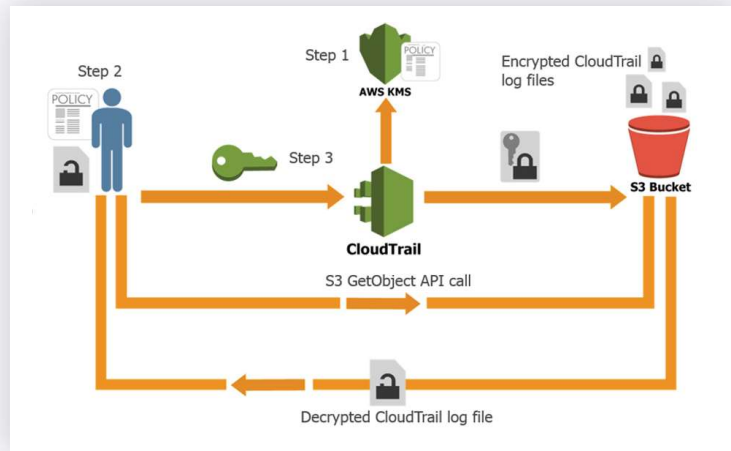 Step 1
POLICY
AWS KMS
Step 2
POLICY
Encrypted CloudTrail
log files
Step 3
S3 Bucket
CloudTrail
S3 GetObject API call
Decrypted CloudTrail log file